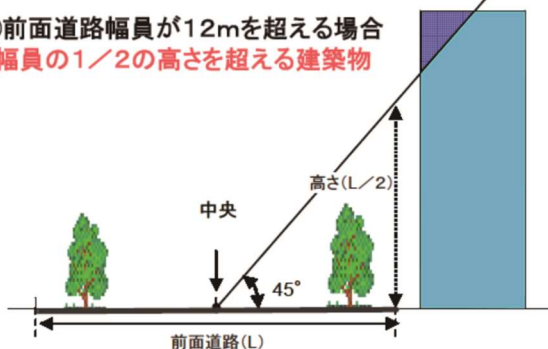 前面道路幅員が12mを超える場合
幅員の1/2の高さを超える建築物
高さ(L/2)
中央
45°
前面道路(L)